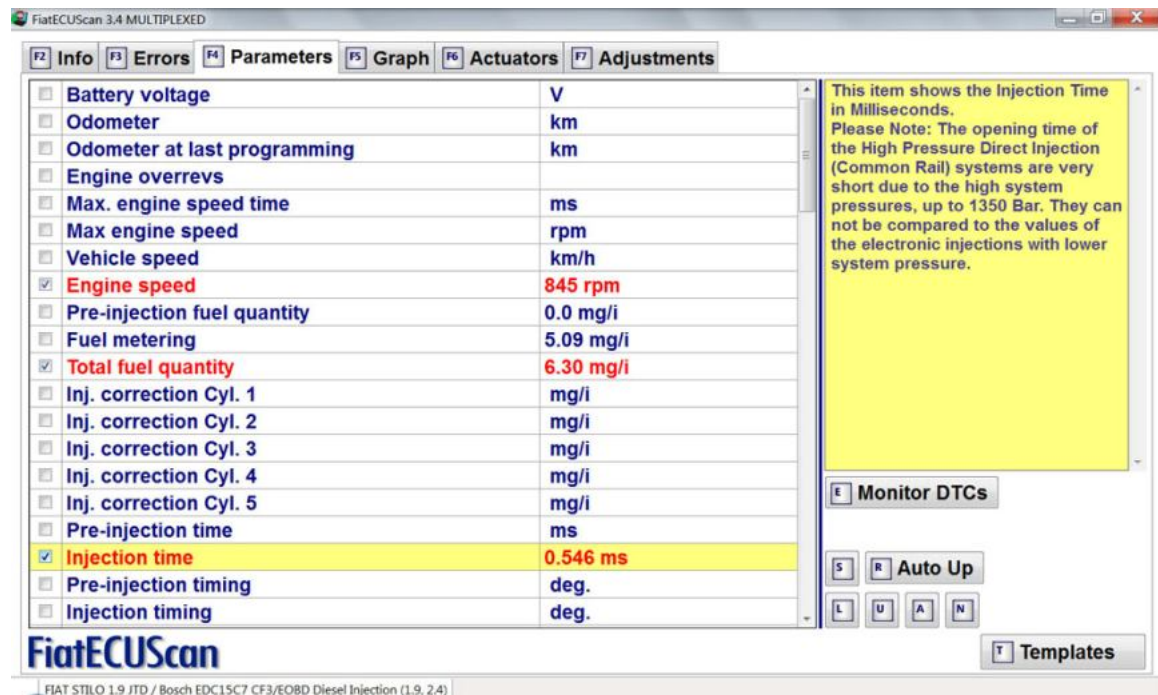 FiatECUScan 3.4 MULTIPLEXED
F2 Info F3 Errors F4 Parameters F5 Graph F6 Actuators F7 Adjustments
Battery voltage V
Odometer km
Odometer at last programming km
Engine overrevs
Max. engine speed time ms
Max engine speed rpm
Vehicle speed km/h
Engine speed 845 rpm
Pre-injection fuel quantity 0.0 mg/i
Fuel metering 5.09 mg/i
Total fuel quantity 6.30 mg/i
Inj. correction Cyl. 1 mg/i
Inj. correction Cyl. 2 mg/i
Inj. correction Cyl. 3 mg/i
Inj. correction Cyl. 4 mg/i
Inj. correction Cyl. 5 mg/i
Pre-injection time ms
Injection time 0.546 ms
Pre-injection timing deg.
Injection timing deg.
This item shows the Injection Time
in Milliseconds.
Please Note: The opening time of
the High Pressure Direct Injection
(Common Rail) systems are very
short due to the high system
pressures, up to 1350 Bar. They can
not be compared to the values of
the electronic injections with lower
system pressure.
E Monitor DTCs
S R Auto Up
L U A N
FiatECUScan
T Templates
FIAT STILO 1.9 JTD / Bosch EDC15C7 CF3/EOBD Diesel Injection (1.9, 2.4)